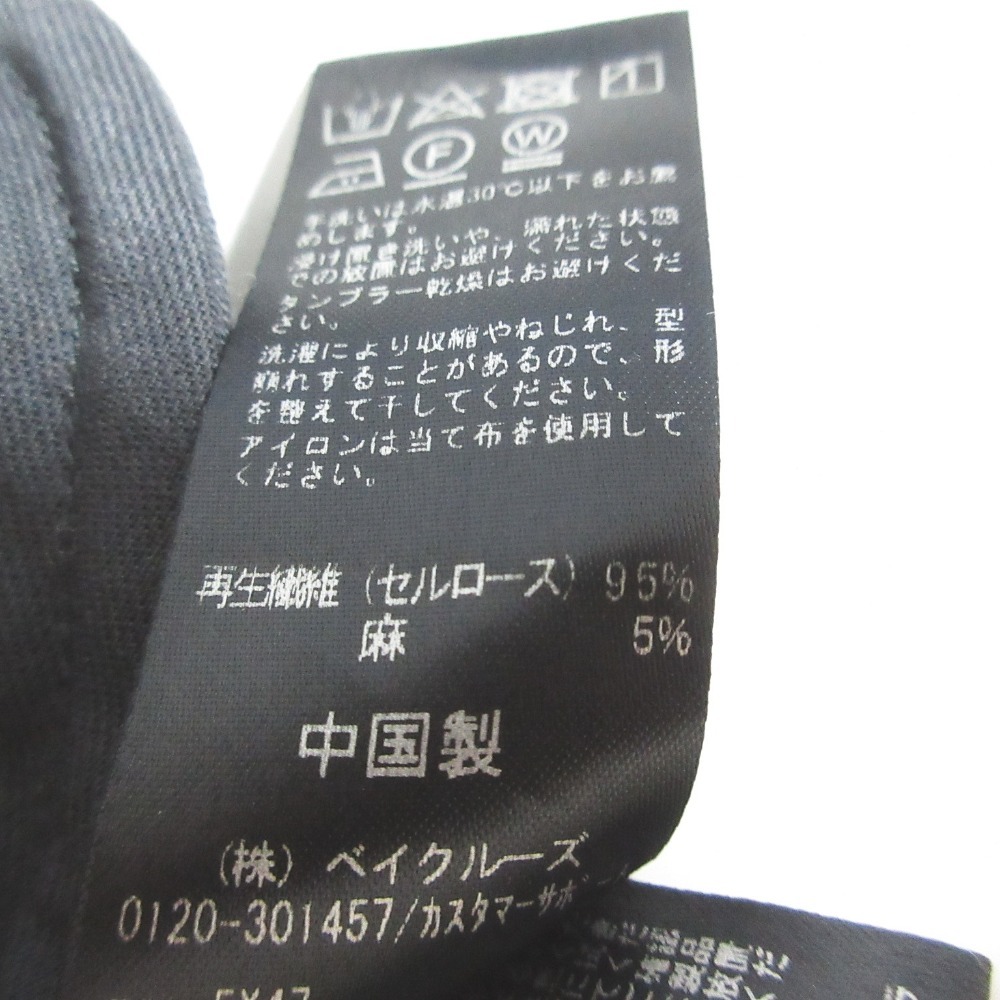 F W
手洗いは水温30℃以下をお薦
めします。
漬け置き洗いや、濡れた状態
での放置はお避けください。
タンブラー乾燥はお避けくだ
さい。
洗濯により収縮やねじれ、型
崩れすることがあるので、形
を整えて干してください。
アイロンは当て布を使用して
ください。
再生繊維（セルロース） 95%
麻 5%
中国製
（株）ベイクルーズ
0120-301457/カスタマーサポ